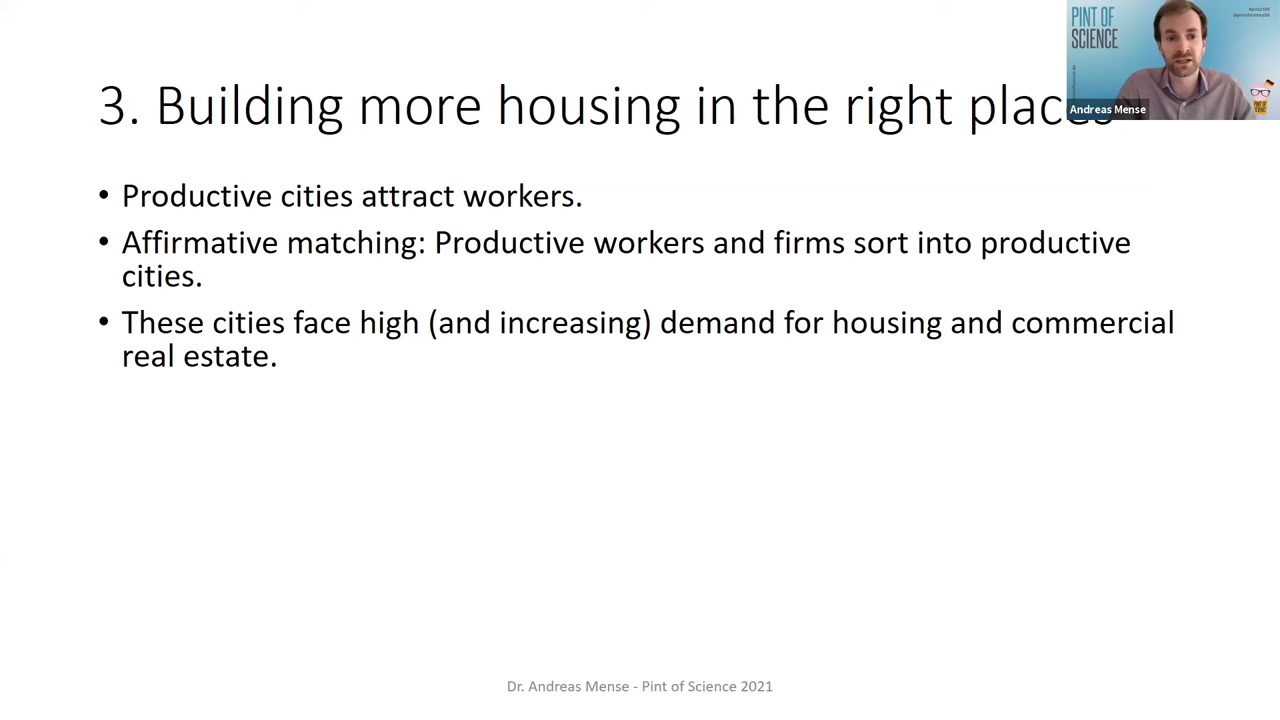 PINT OF
SCIENCE
Andreas Mense
3. Building more housing in the right places
• Productive cities attract workers.
• Affirmative matching: Productive workers and firms sort into productive
cities.
• These cities face high (and increasing) demand for housing and commercial
real estate.
Dr. Andreas Mense - Pint of Science 2021